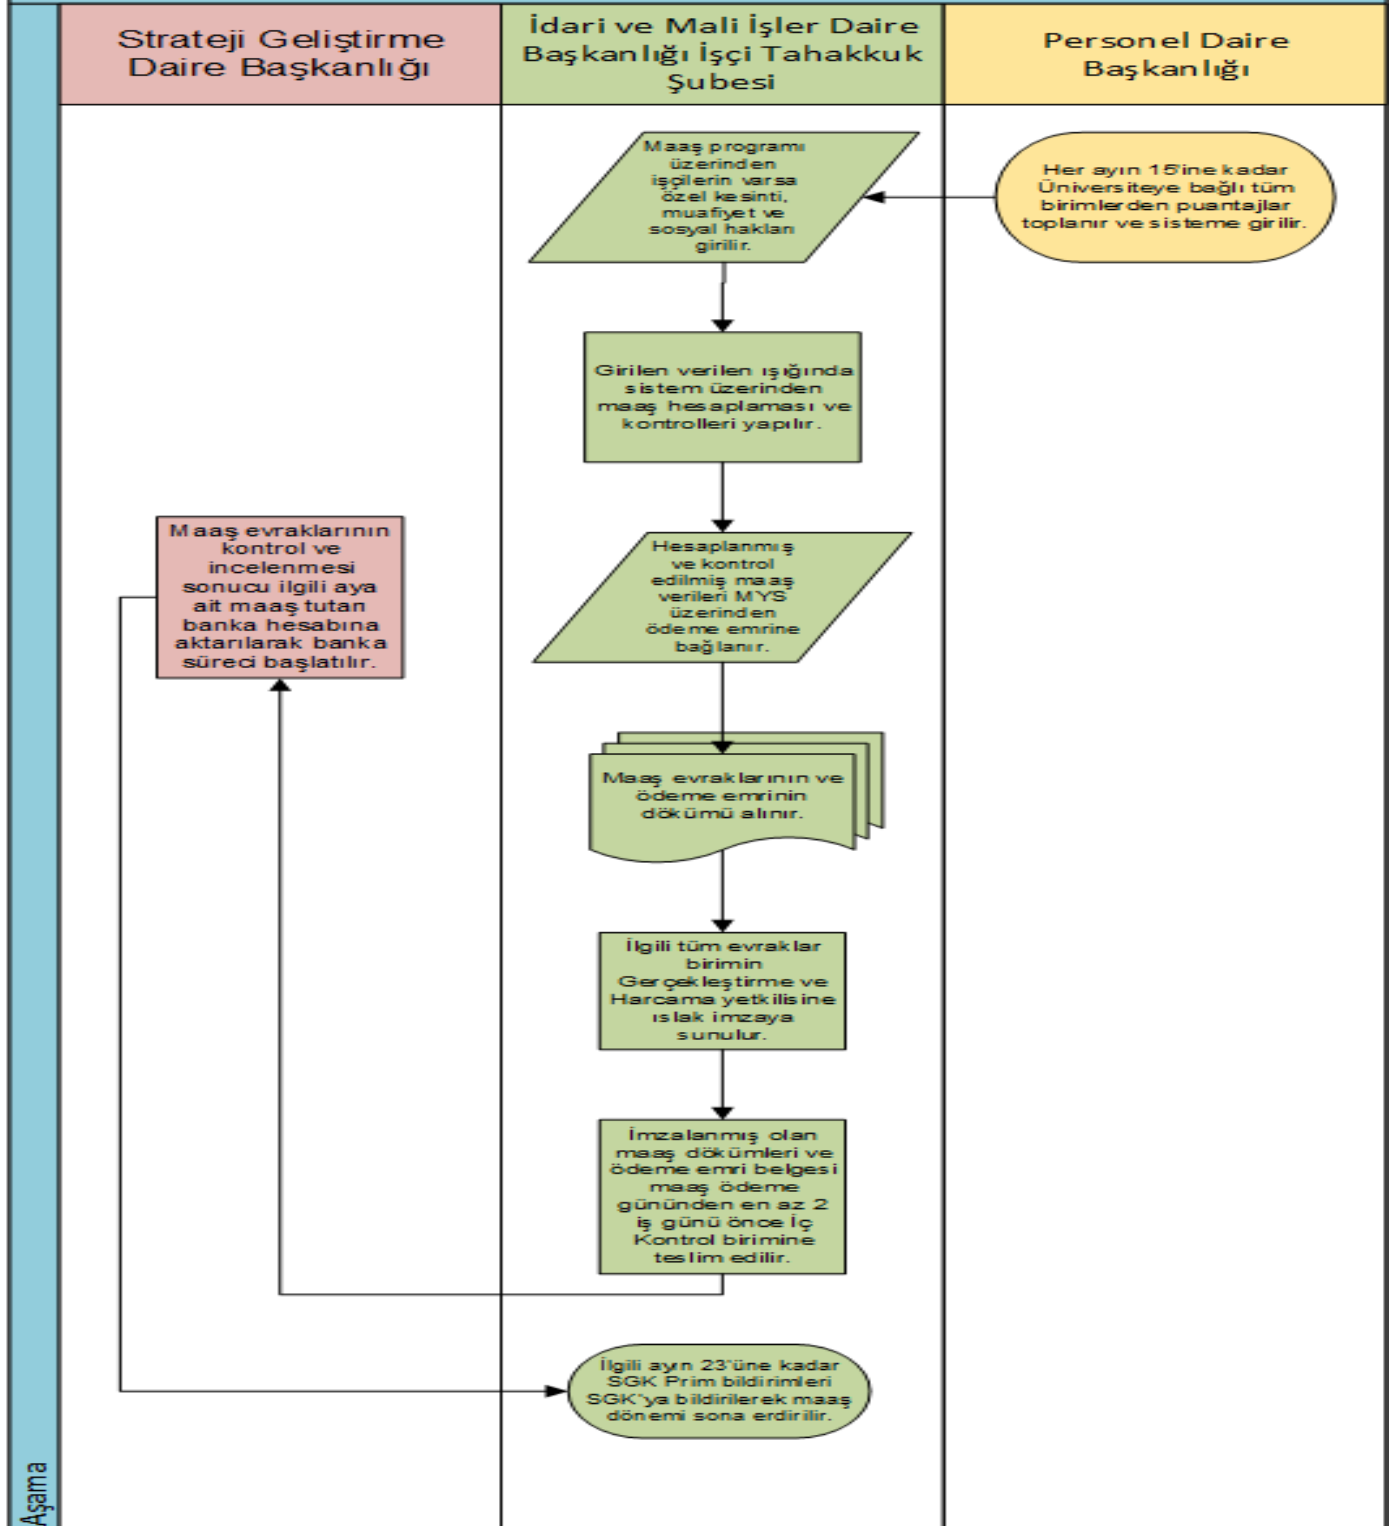 Strateji Geliştirme
Daire Başkanlığı
İdari ve Mali İşler Daire
Başkanlığı İşçi Tahakkuk
Şubesi
Personel Daire
Başkanlığı
Her ayın 15'ine kadar
Üniversiteye bağlı tüm
birimlerden puantajlar
toplanır ve sisteme girilir.
Maaş programı
üzerinden
işçilerin varsa
özel kesinti,
muafiyet ve
sosyal hakları
girilir.
Girilen verilen ışığında
sistem üzerinden
maaş hesaplaması ve
kontrolleri yapılır.
Hesaplanmış
ve kontrol
edilmiş maaş
verileri MYS
üzerinden
ödeme emrine
bağlanır.
Maaş evraklarının ve
ödeme emrinin
dökümü alınır.
İlgili tüm evraklar
birimin
Gerçekleştirme ve
Harcama yetkilisine
ıslak imzaya
sunulur.
İmzalanmış olan
maaş dökümleri ve
ödeme emri belgesi
maaş ödeme
gününden en az 2
iş günü önce İç
Kontrol birimine
teslim edilir.
Maaş evraklarının
kontrol ve
incelenmesi
sonucu ilgili aya
ait maaş tutarı
banka hesabına
aktarılarak banka
süreci başlatılır.
İlgili ayın 23'üne kadar
SGK Prim bildirimleri
SGK'ya bildirilerek maaş
dönemi sona erdirilir.
Aşama